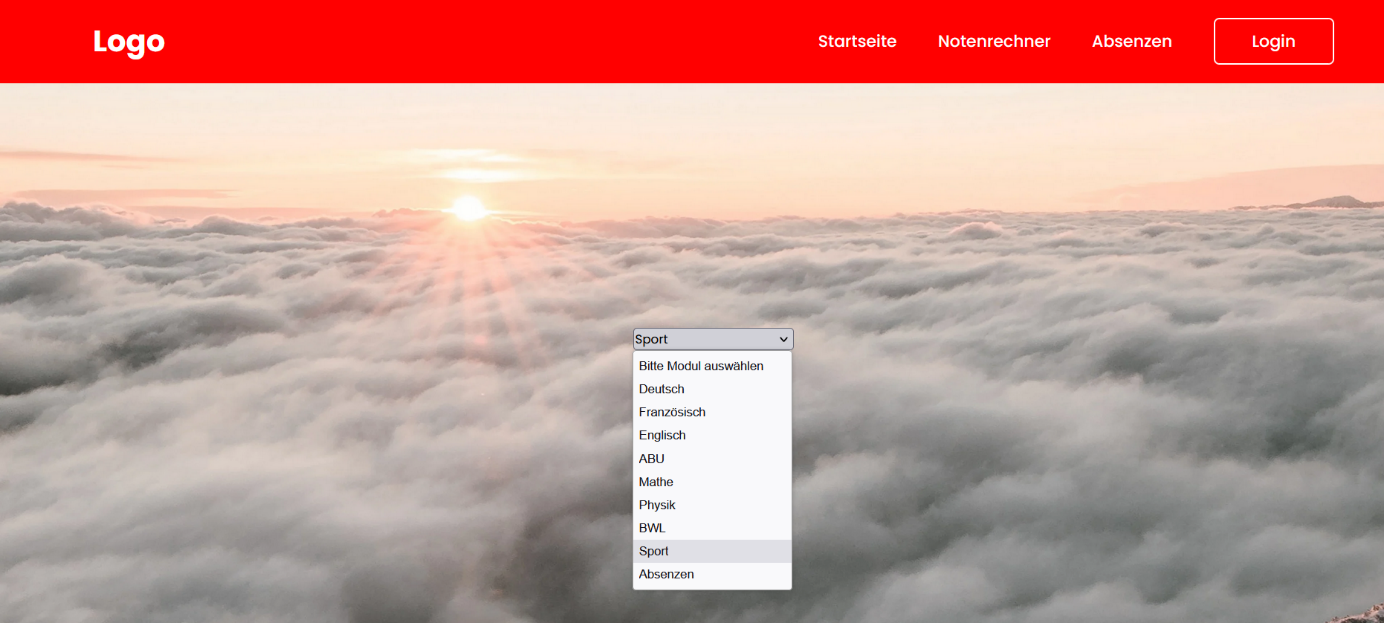 Logo
Startseite
Notenrechner
Absenzen
Login
Sport
Bitte Modul auswählen
Deutsch
Französisch
Englisch
ABU
Mathe
Physik
BWL
Sport
Absenzen